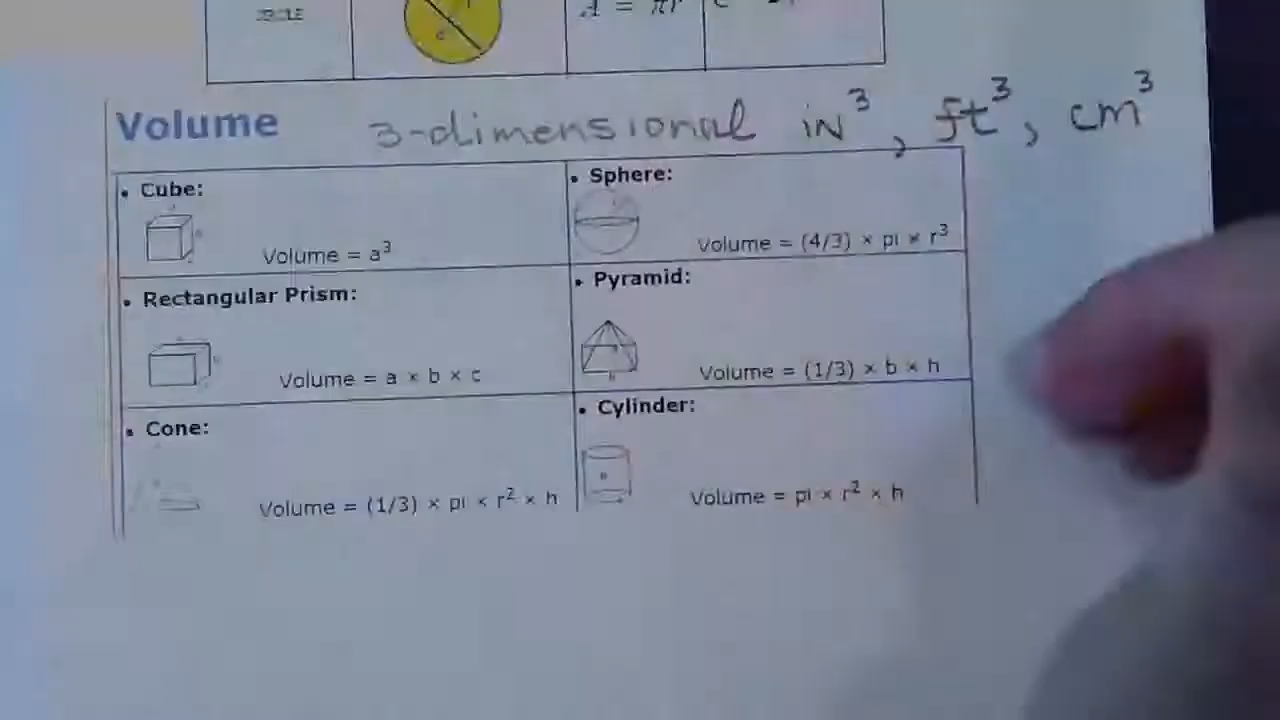 A = πr
Volume 3-dimensional in³, ft³, cm³
• Cube:
Volume = a³
• Sphere:
Volume = (4/3) × pi × r³
• Rectangular Prism:
Volume = a × b × c
• Pyramid:
Volume = (1/3) × b × h
• Cone:
Volume = (1/3) × pi × r² × h
• Cylinder:
Volume = pi × r² × h